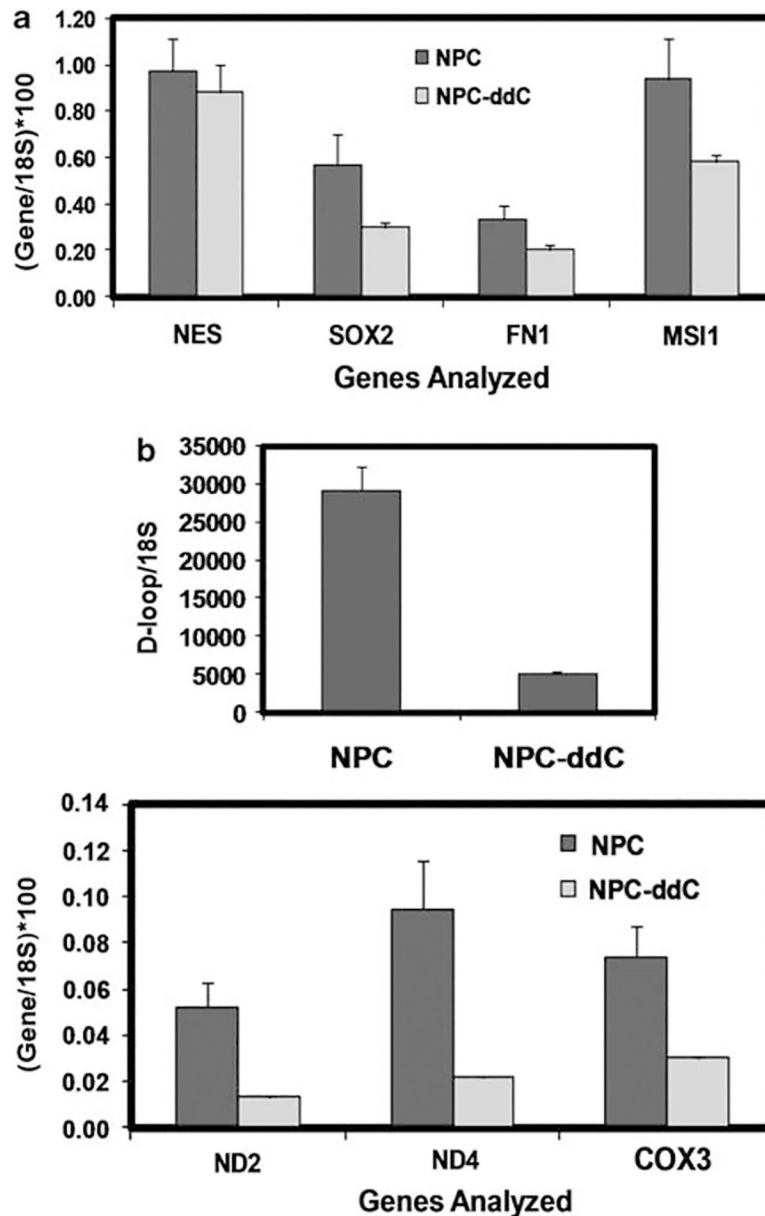 a
(Gene/18S)*100
1.20
1.00
0.80
0.60
0.40
0.20
0.00
NPC
NPC-ddC
NES SOX2 FN1 MSI1
Genes Analyzed
b
D-loop/18S
35000
30000
25000
20000
15000
10000
5000
0
NPC NPC-ddC
(Gene/18S)*100
0.14
0.12
0.10
0.08
0.06
0.04
0.02
0.00
NPC
NPC-ddC
ND2 ND4 COX3
Genes Analyzed